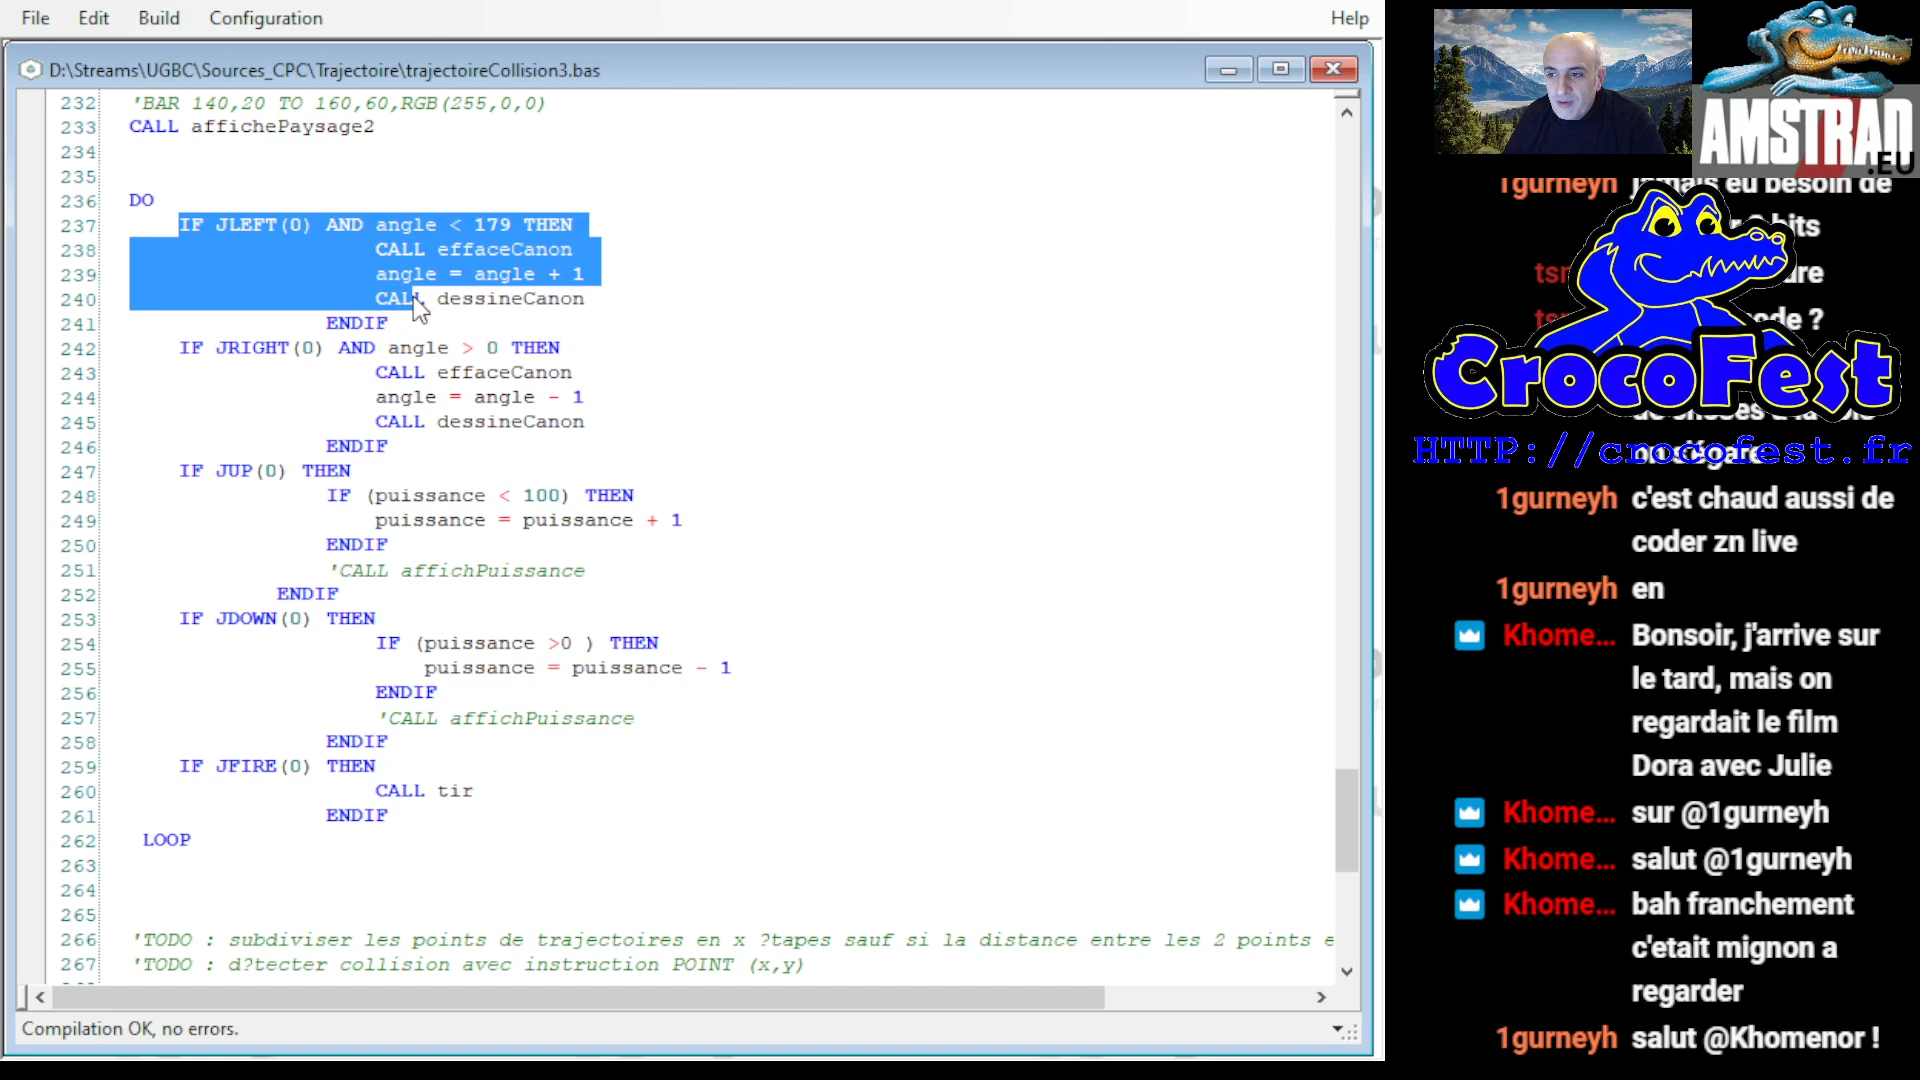 File Edit Build Configuration Help
D:\Streams\UGBC\Sources_CPC\Trajectoire\trajectoireCollision3.bas
232 'BAR 140,20 TO 160,60,RGB(255,0,0)
233 CALL affichePaysage2
234
235
236 DO
237 IF JLEFT(0) AND angle < 179 THEN
238 CALL effaceCanon
239 angle = angle + 1
240 CALL dessineCanon
241 ENDIF
242 IF JRIGHT(0) AND angle > 0 THEN
243 CALL effaceCanon
244 angle = angle - 1
245 CALL dessineCanon
246 ENDIF
247 IF JUP(0) THEN
248 IF (puissance < 100) THEN
249 puissance = puissance + 1
250 ENDIF
251 'CALL affichPuissance
252 ENDIF
253 IF JDOWN(0) THEN
254 IF (puissance >0 ) THEN
255 puissance = puissance - 1
256 ENDIF
257 'CALL affichPuissance
258 ENDIF
259 IF JFIRE(0) THEN
260 CALL tir
261 ENDIF
262 LOOP
263
264
265
266 'TODO : subdiviser les points de trajectoires en x ?tapes sauf si la distance entre les 2 points e
267 'TODO : d?tecter collision avec instruction POINT (x,y)
Compilation OK, no errors.
AMSTRAD
.EU
1gurneyh jamais eu besoin de
bits
CrocoFest
HTTP://crocofest.fr
1gurneyh c'est chaud aussi de
coder zn live
1gurneyh en
Khome... Bonsoir, j'arrive sur
le tard, mais on
regardait le film
Dora avec Julie
Khome... sur @1gurneyh
Khome... salut @1gurneyh
Khome... bah franchement
c'etait mignon a
regarder
1gurneyh salut @Khomenor !